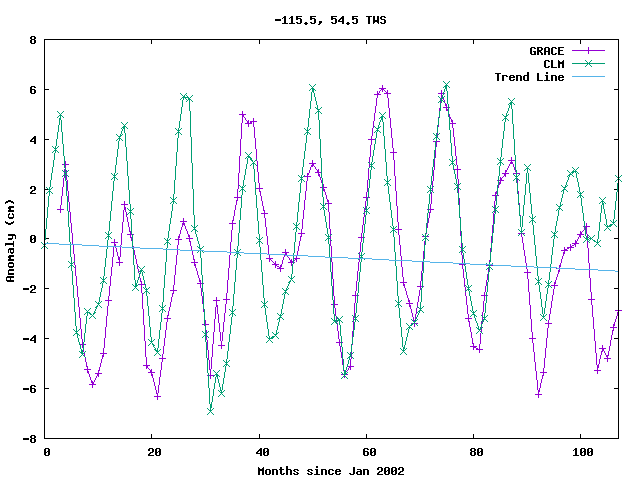 -115.5, 54.5 TWS
GRACE
CLM
Trend Line
8
6
4
2
0
-2
-4
-6
-8
Anomaly (cm)
0 20 40 60 80 100
Months since Jan 2002